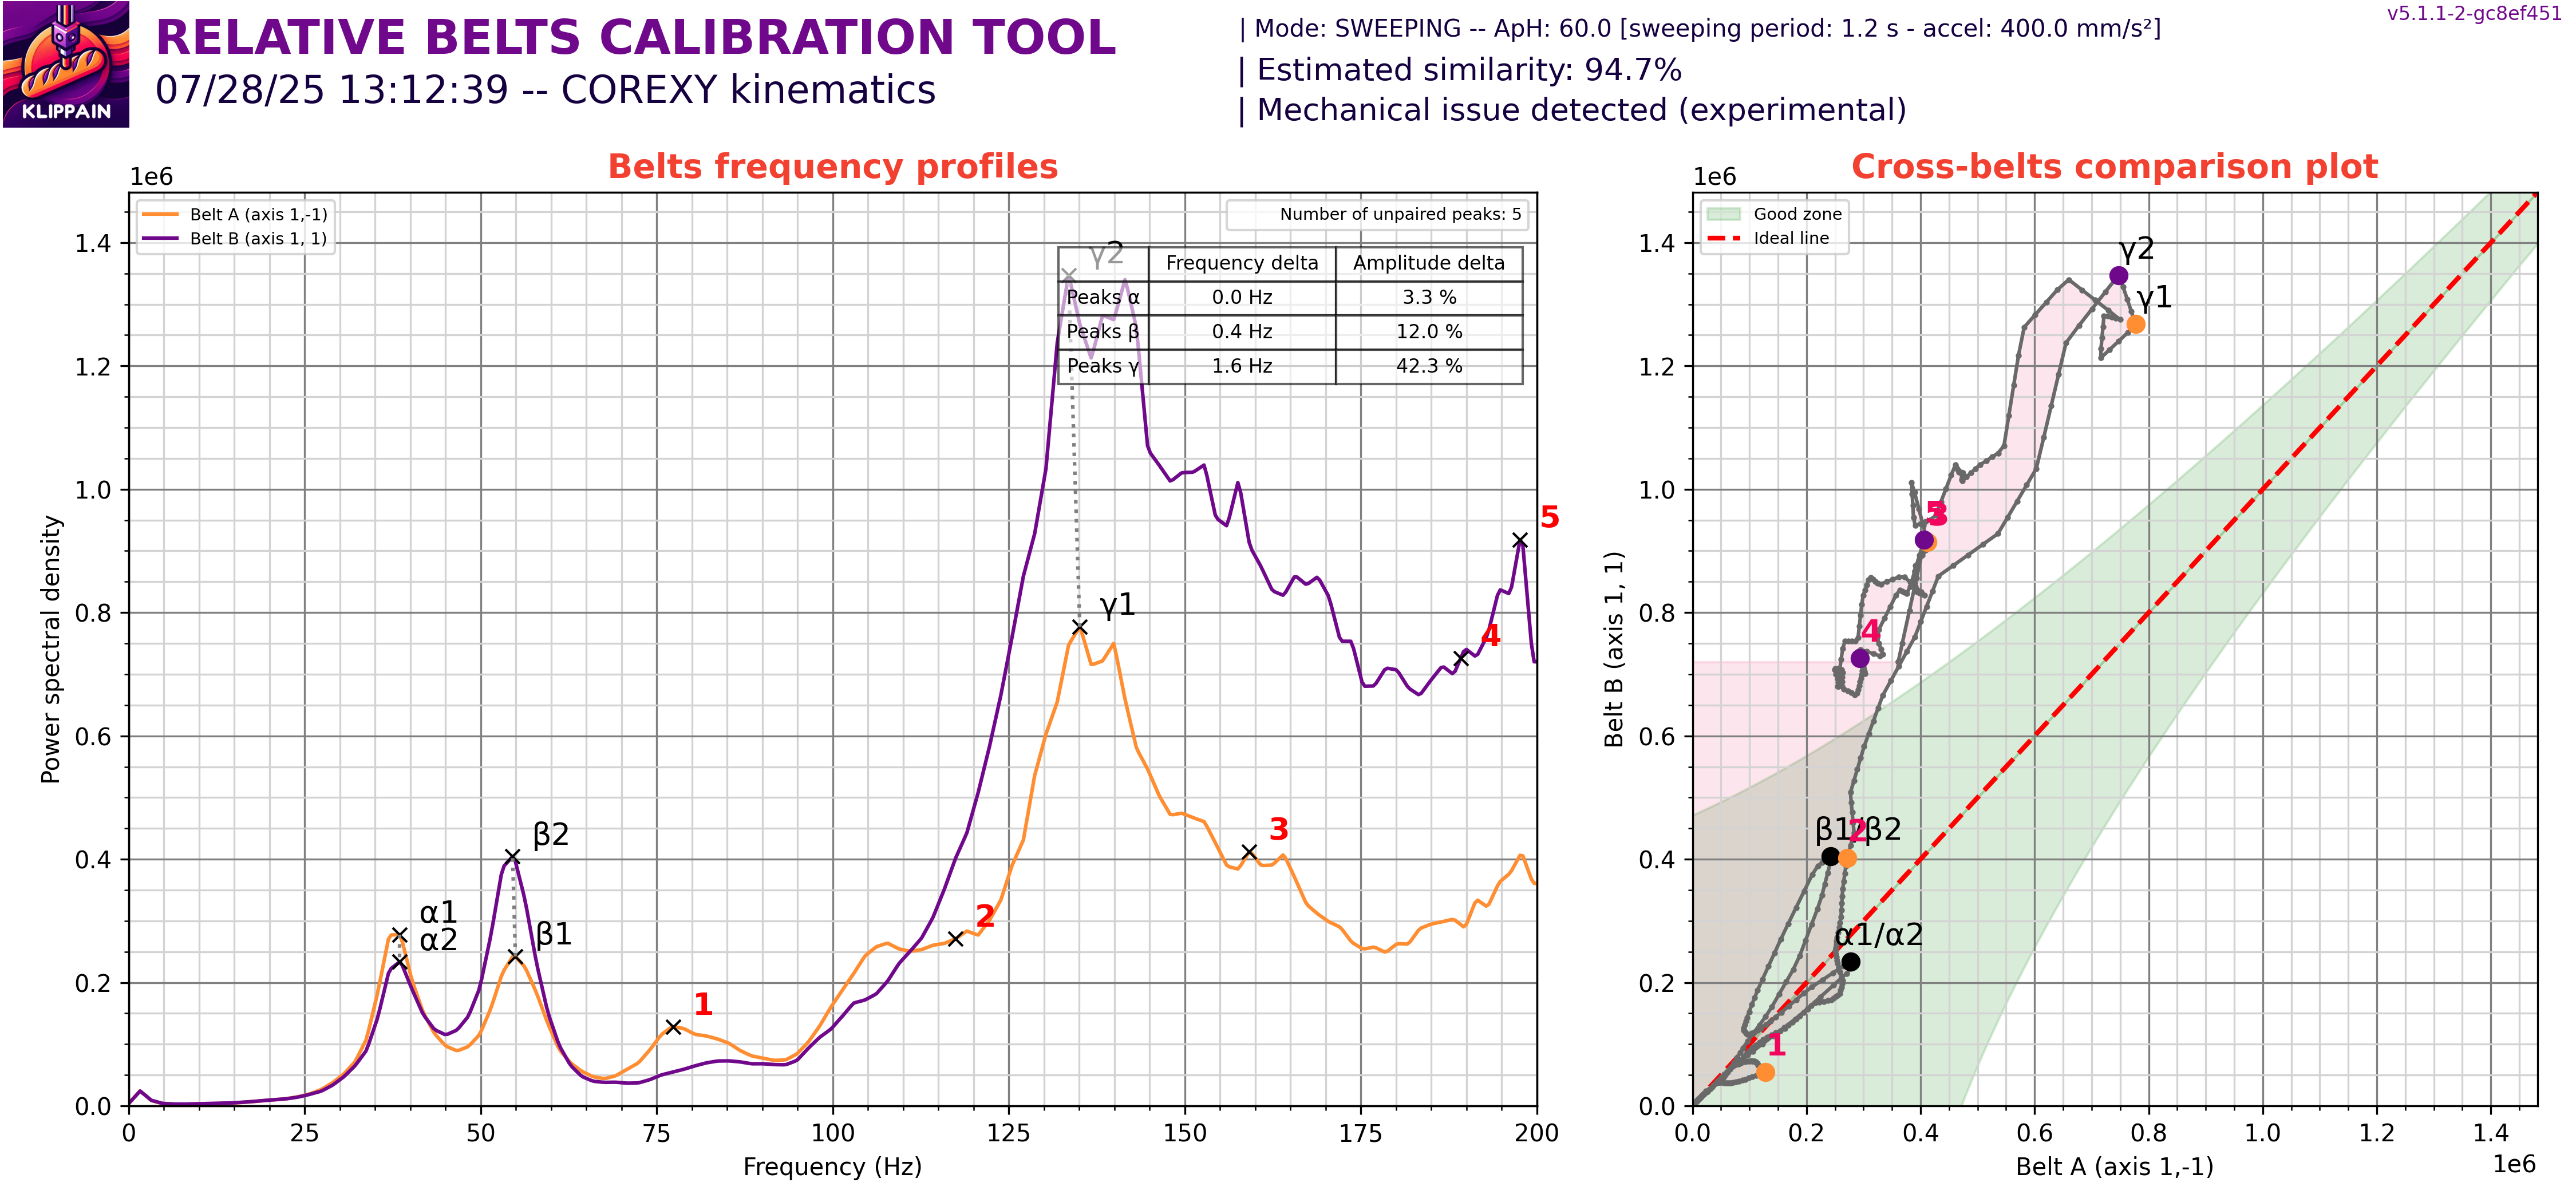 KLIPPAIN
RELATIVE BELTS CALIBRATION TOOL
07/28/25 13:12:39 -- COREXY kinematics
| Mode: SWEEPING -- ApH: 60.0 [sweeping period: 1.2 s - accel: 400.0 mm/s²]
| Estimated similarity: 94.7%
| Mechanical issue detected (experimental)
v5.1.1-2-gc8ef451
Belts frequency profiles
1e6
Belt A (axis 1,-1)
Belt B (axis 1, 1)
Number of unpaired peaks: 5
Frequency delta Amplitude delta
Peaks α 0.0 Hz 3.3 %
Peaks β 0.4 Hz 12.0 %
Peaks γ 1.6 Hz 42.3 %
γ2
γ1
α1
α2
β2
β1
1
2
3
4
5
1.4
1.2
1.0
0.8
0.6
0.4
0.2
0.0
Power spectral density
0 25 50 75 100 125 150 175 200
Frequency (Hz)
Cross-belts comparison plot
1e6
Good zone
Ideal line
γ2
γ1
5
3
4
β1/β2
2
α1/α2
1
1.4
1.2
1.0
0.8
0.6
0.4
0.2
0.0
Belt B (axis 1, 1)
0.0 0.2 0.4 0.6 0.8 1.0 1.2 1.4
1e6
Belt A (axis 1,-1)